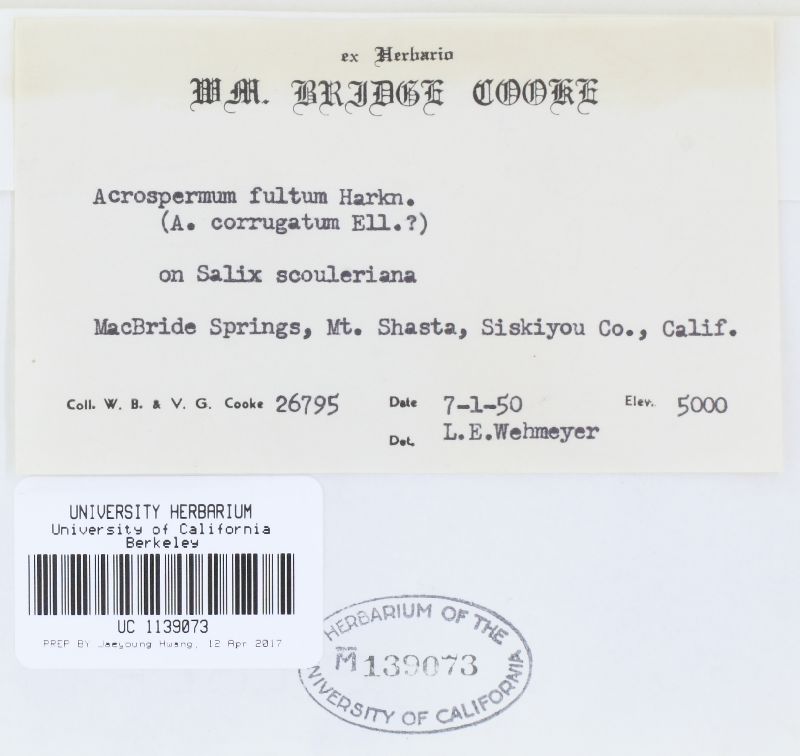 ex Herbario
WM. BRIDGE COOKE
Acrospermum fultum Harkn.
(A. corrugatum Ell.?)
on Salix scouleriana
MacBride Springs, Mt. Shasta, Siskiyou Co., Calif.
Coll. W. B. & V. G. Cooke 26795 Date 7-1-50 Elev. 5000
Det. L.E.Wehmeyer
UNIVERSITY HERBARIUM
University of California
Berkeley
UC 1139073
PREP BY Jaeyoung Hwang, 12 Apr 2017
HERBARIUM OF THE
M 139073
NIVERSITY OF CALIFORNIA